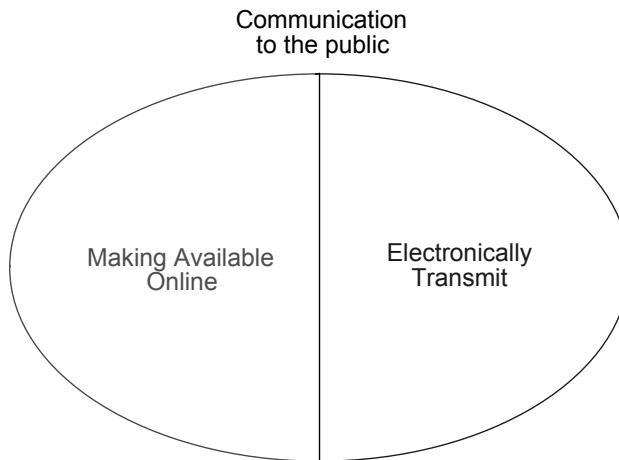 Communication
to the public
Making Available
Online
Electronically
Transmit